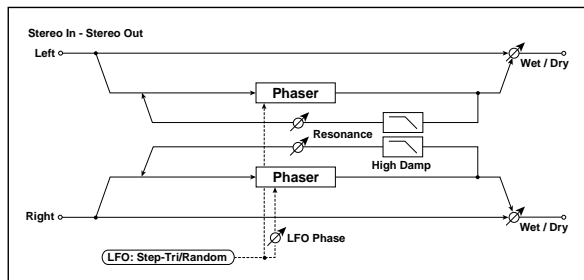 Stereo In - Stereo Out
Left
Wet / Dry
Phaser
Resonance
High Damp
Phaser
Right
LFO Phase
Wet / Dry
LFO: Step-Tri/Random